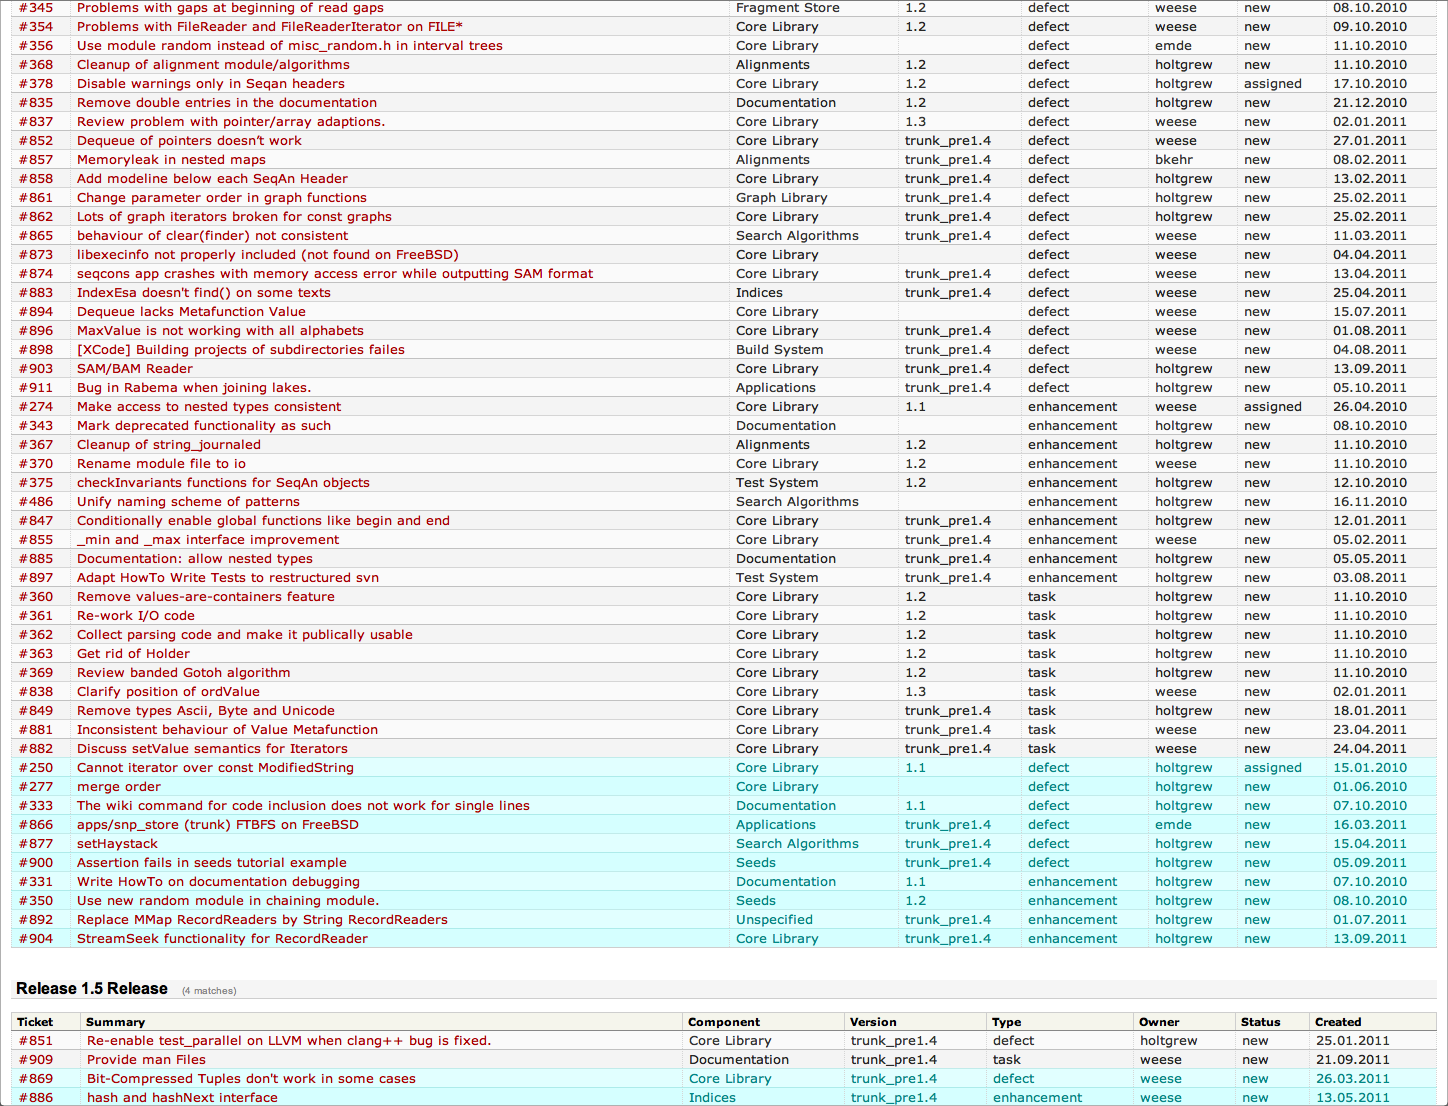 #345 Problems with gaps at beginning of read gaps Fragment Store 1.2 defect weese new 08.10.2010
#354 Problems with FileReader and FileReaderIterator on FILE* Core Library 1.2 defect weese new 09.10.2010
#356 Use module random instead of misc_random.h in interval trees Core Library defect emde new 11.10.2010
#368 Cleanup of alignment module/algorithms Alignments 1.2 defect holtgrew new 11.10.2010
#378 Disable warnings only in Seqan headers Core Library 1.2 defect holtgrew assigned 17.10.2010
#835 Remove double entries in the documentation Documentation 1.2 defect holtgrew new 21.12.2010
#837 Review problem with pointer/array adaptions. Core Library 1.3 defect weese new 02.01.2011
#852 Dequeue of pointers doesn’t work Core Library trunk_pre1.4 defect weese new 27.01.2011
#857 Memoryleak in nested maps Alignments trunk_pre1.4 defect bkehr new 08.02.2011
#858 Add modeline below each SeqAn Header Core Library trunk_pre1.4 defect holtgrew new 13.02.2011
#861 Change parameter order in graph functions Graph Library trunk_pre1.4 defect holtgrew new 25.02.2011
#862 Lots of graph iterators broken for const graphs Core Library trunk_pre1.4 defect holtgrew new 25.02.2011
#865 behaviour of clear(finder) not consistent Search Algorithms trunk_pre1.4 defect weese new 11.03.2011
#873 libexecinfo not properly included (not found on FreeBSD) Core Library defect weese new 04.04.2011
#874 seqcons app crashes with memory access error while outputting SAM format Core Library trunk_pre1.4 defect weese new 13.04.2011
#883 IndexEsa doesn't find() on some texts Indices trunk_pre1.4 defect weese new 25.04.2011
#894 Dequeue lacks Metafunction Value Core Library defect weese new 15.07.2011
#896 MaxValue is not working with all alphabets Core Library trunk_pre1.4 defect weese new 01.08.2011
#898 [XCode] Building projects of subdirectories failes Build System trunk_pre1.4 defect weese new 04.08.2011
#903 SAM/BAM Reader Core Library trunk_pre1.4 defect holtgrew new 13.09.2011
#911 Bug in Rabema when joining lakes. Applications trunk_pre1.4 defect holtgrew new 05.10.2011
#274 Make access to nested types consistent Core Library 1.1 enhancement weese assigned 26.04.2010
#343 Mark deprecated functionality as such Documentation enhancement holtgrew new 08.10.2010
#367 Cleanup of string_journaled Alignments 1.2 enhancement holtgrew new 11.10.2010
#370 Rename module file to io Core Library 1.2 enhancement weese new 11.10.2010
#375 checkInvariants functions for SeqAn objects Test System 1.2 enhancement holtgrew new 12.10.2010
#486 Unify naming scheme of patterns Search Algorithms enhancement holtgrew new 16.11.2010
#847 Conditionally enable global functions like begin and end Core Library trunk_pre1.4 enhancement holtgrew new 12.01.2011
#855 _min and _max interface improvement Core Library trunk_pre1.4 enhancement weese new 05.02.2011
#885 Documentation: allow nested types Documentation trunk_pre1.4 enhancement holtgrew new 05.05.2011
#897 Adapt HowTo Write Tests to restructured svn Test System trunk_pre1.4 enhancement holtgrew new 03.08.2011
#360 Remove values-are-containers feature Core Library 1.2 task holtgrew new 11.10.2010
#361 Re-work I/O code Core Library 1.2 task holtgrew new 11.10.2010
#362 Collect parsing code and make it publically usable Core Library 1.2 task holtgrew new 11.10.2010
#363 Get rid of Holder Core Library 1.2 task holtgrew new 11.10.2010
#369 Review banded Gotoh algorithm Core Library 1.2 task holtgrew new 11.10.2010
#838 Clarify position of ordValue Core Library 1.3 task weese new 02.01.2011
#849 Remove types Ascii, Byte and Unicode Core Library trunk_pre1.4 task holtgrew new 18.01.2011
#881 Inconsistent behaviour of Value Metafunction Core Library trunk_pre1.4 task weese new 23.04.2011
#882 Discuss setValue semantics for Iterators Core Library trunk_pre1.4 task weese new 24.04.2011
#250 Cannot iterator over const ModifiedString Core Library 1.1 defect holtgrew assigned 15.01.2010
#277 merge order Core Library defect holtgrew new 01.06.2010
#333 The wiki command for code inclusion does not work for single lines Documentation 1.1 defect holtgrew new 07.10.2010
#866 apps/snp_store (trunk) FTBFS on FreeBSD Applications trunk_pre1.4 defect emde new 16.03.2011
#877 setHaystack Search Algorithms trunk_pre1.4 defect holtgrew new 15.04.2011
#900 Assertion fails in seeds tutorial example Seeds trunk_pre1.4 defect holtgrew new 05.09.2011
#331 Write HowTo on documentation debugging Documentation 1.1 enhancement holtgrew new 07.10.2010
#350 Use new random module in chaining module. Seeds 1.2 enhancement holtgrew new 08.10.2010
#892 Replace MMap RecordReaders by String RecordReaders Unspecified trunk_pre1.4 enhancement holtgrew new 01.07.2011
#904 StreamSeek functionality for RecordReader Core Library trunk_pre1.4 enhancement holtgrew new 13.09.2011
Release 1.5 Release (4 matches)
Ticket Summary Component Version Type Owner Status Created
#851 Re-enable test_parallel on LLVM when clang++ bug is fixed. Core Library trunk_pre1.4 defect holtgrew new 25.01.2011
#909 Provide man Files Documentation trunk_pre1.4 task weese new 21.09.2011
#869 Bit-Compressed Tuples don't work in some cases Core Library trunk_pre1.4 defect weese new 26.03.2011
#886 hash and hashNext interface Indices trunk_pre1.4 enhancement weese new 13.05.2011